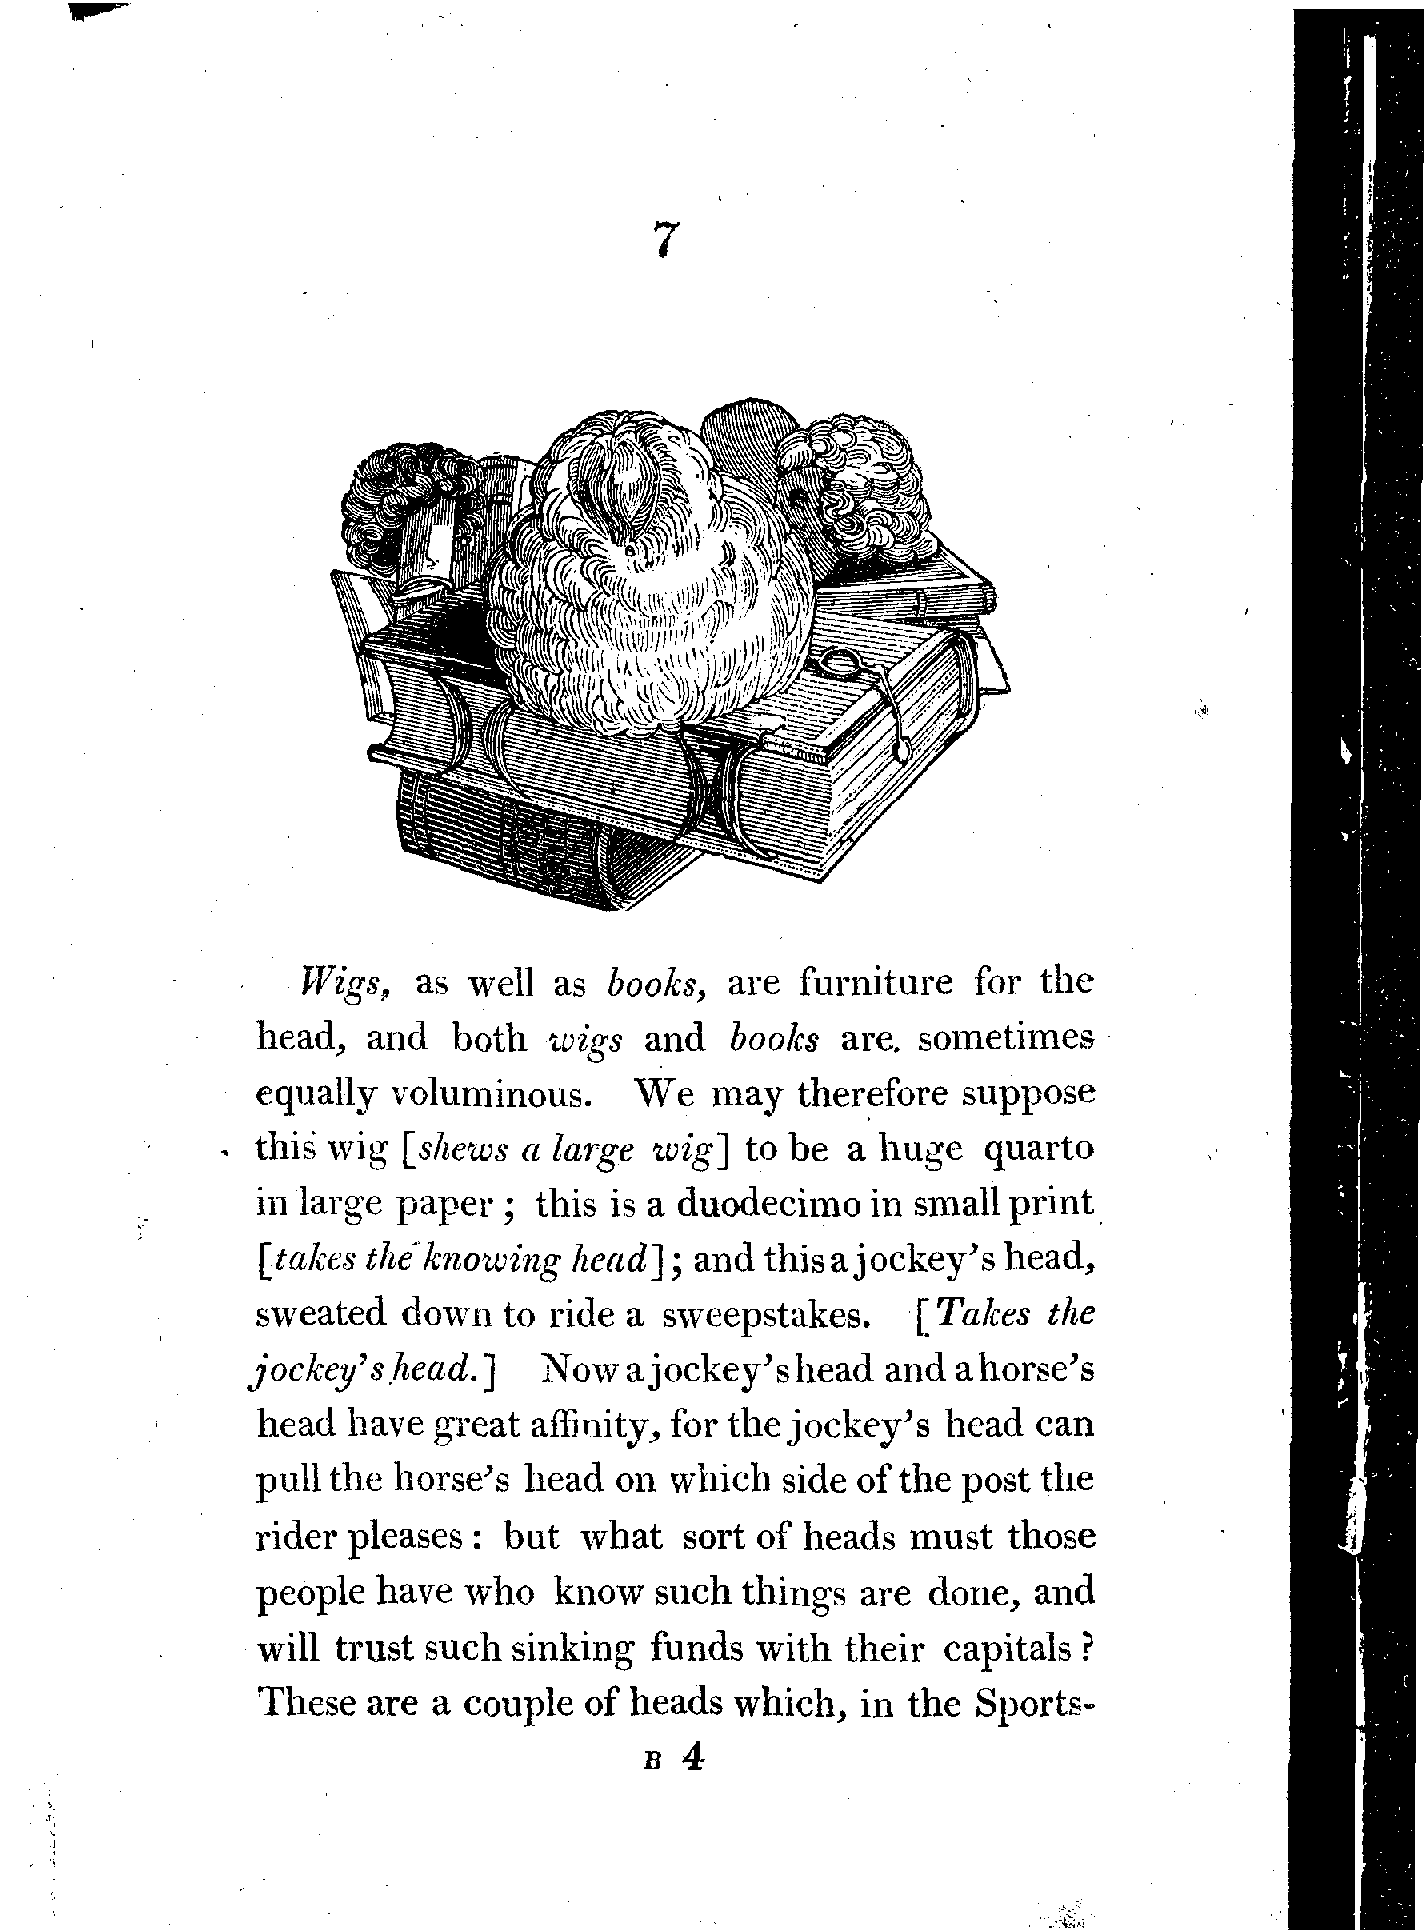 7
Wigs, as well as books, are furniture for the
head, and both wigs and books are. sometimes
equally voluminous. We may therefore suppose
this wig [shews a large wig] to be a huge quarto
in large paper ; this is a duodecimo in small print
[takes the knowing head]; and this a jockey's head,
sweated down to ride a sweepstakes. [Takes the
jockey's head.] Now a jockey's head and a horse's
head have great affinity, for the jockey's head can
pull the horse's head on which side of the post the
rider pleases : but what sort of heads must those
people have who know such things are done, and
will trust such sinking funds with their capitals ?
These are a couple of heads which, in the Sports-
B 4